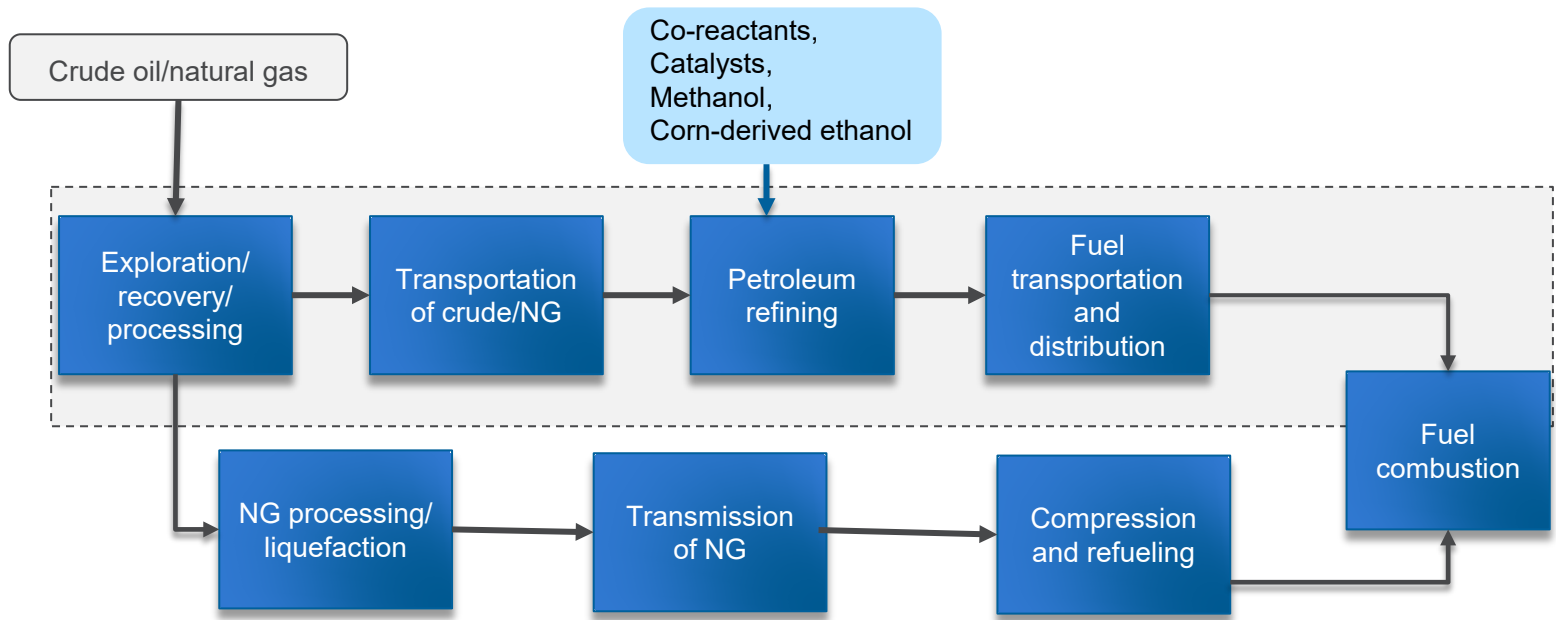 Crude oil/natural gas
Co-reactants,
Catalysts,
Methanol,
Corn-derived ethanol
Exploration/
recovery/
processing
Transportation
of crude/NG
Petroleum
refining
Fuel
transportation
and
distribution
Fuel
combustion
NG processing/
liquefaction
Transmission
of NG
Compression
and refueling